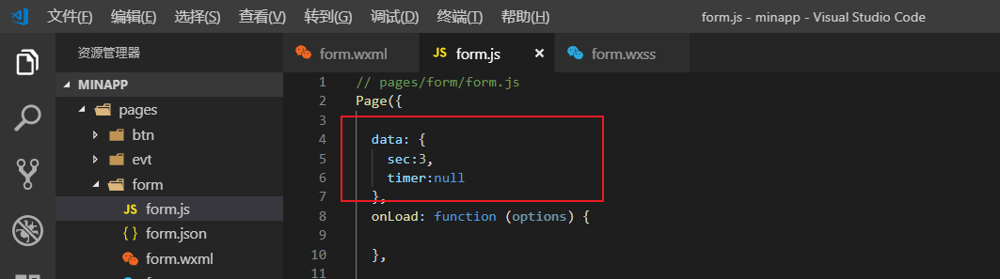 文件(F) 编辑(E) 选择(S) 查看(V) 转到(G) 调试(D) 终端(T) 帮助(H) form.js - minapp - Visual Studio Code
资源管理器
MINAPP
pages
btn
evt
form
JS form.js
{ } form.json
form.wxml
form.wxml JS form.js × form.wxss
1 // pages/form/form.js
2 Page({
3
4 data: {
5 sec:3,
6 timer:null
7 },
8 onLoad: function (options) {
9
10 },
11